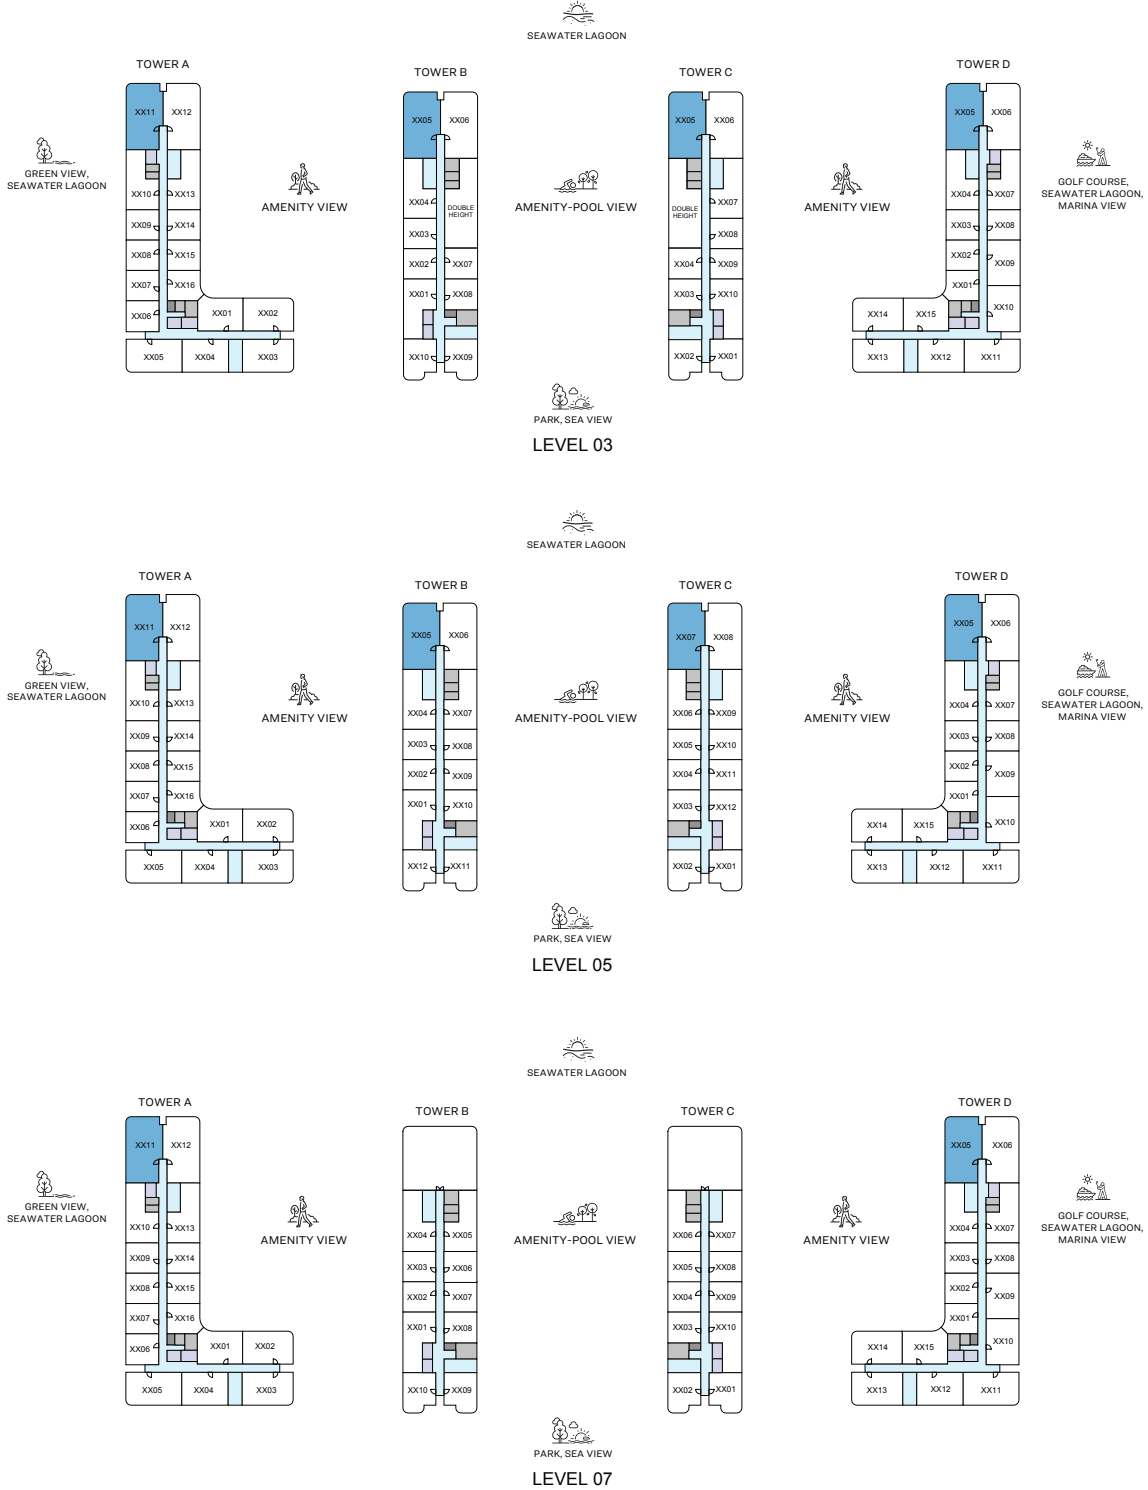 SEAWATER LAGOON
TOWER A
TOWER B
TOWER C
TOWER D
XX11 XX12
XX05 XX06
XX05 XX06
XX05 XX06
GREEN VIEW,
SEAWATER LAGOON
AMENITY VIEW
AMENITY-POOL VIEW
AMENITY VIEW
GOLF COURSE,
SEAWATER LAGOON,
MARINA VIEW
XX10 XX13
XX09 XX14
XX08 XX15
XX07 XX16
XX06 XX01 XX02
XX05 XX04 XX03
XX04 DOUBLE
HEIGHT
XX03
XX02 XX07
XX01 XX08
XX10 XX09
DOUBLE
HEIGHT
XX07
XX08
XX04 XX09
XX03 XX10
XX02 XX01
XX04 XX07
XX03 XX08
XX02 XX09
XX01
XX10
XX14 XX15
XX13 XX12 XX11
PARK, SEA VIEW
LEVEL 03
SEAWATER LAGOON
TOWER A
TOWER B
TOWER C
TOWER D
XX11 XX12
XX05 XX06
XX07 XX08
XX05 XX06
GREEN VIEW,
SEAWATER LAGOON
AMENITY VIEW
AMENITY-POOL VIEW
AMENITY VIEW
GOLF COURSE,
SEAWATER LAGOON,
MARINA VIEW
XX10 XX13
XX09 XX14
XX08 XX15
XX07 XX16
XX06 XX01 XX02
XX05 XX04 XX03
XX04 XX07
XX03 XX08
XX02 XX09
XX01 XX10
XX12 XX11
XX06 XX09
XX05 XX10
XX04 XX11
XX03 XX12
XX02 XX01
XX04 XX07
XX03 XX08
XX02 XX09
XX01
XX10
XX14 XX15
XX13 XX12 XX11
PARK, SEA VIEW
LEVEL 05
SEAWATER LAGOON
TOWER A
TOWER B
TOWER C
TOWER D
XX11 XX12
XX05 XX06
GREEN VIEW,
SEAWATER LAGOON
AMENITY VIEW
AMENITY-POOL VIEW
AMENITY VIEW
GOLF COURSE,
SEAWATER LAGOON,
MARINA VIEW
XX10 XX13
XX09 XX14
XX08 XX15
XX07 XX16
XX06 XX01 XX02
XX05 XX04 XX03
XX04 XX05
XX03 XX06
XX02 XX07
XX01 XX08
XX10 XX09
XX06 XX07
XX05 XX08
XX04 XX09
XX03 XX10
XX02 XX01
XX04 XX07
XX03 XX08
XX02 XX09
XX01
XX10
XX14 XX15
XX13 XX12 XX11
PARK, SEA VIEW
LEVEL 07